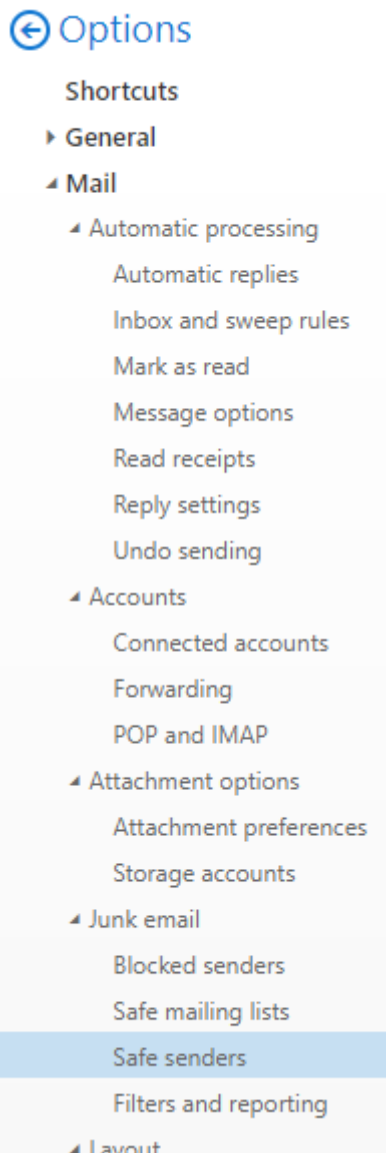 Options
Shortcuts
General
Mail
Automatic processing
Automatic replies
Inbox and sweep rules
Mark as read
Message options
Read receipts
Reply settings
Undo sending
Accounts
Connected accounts
Forwarding
POP and IMAP
Attachment options
Attachment preferences
Storage accounts
Junk email
Blocked senders
Safe mailing lists
Safe senders
Filters and reporting
Layout